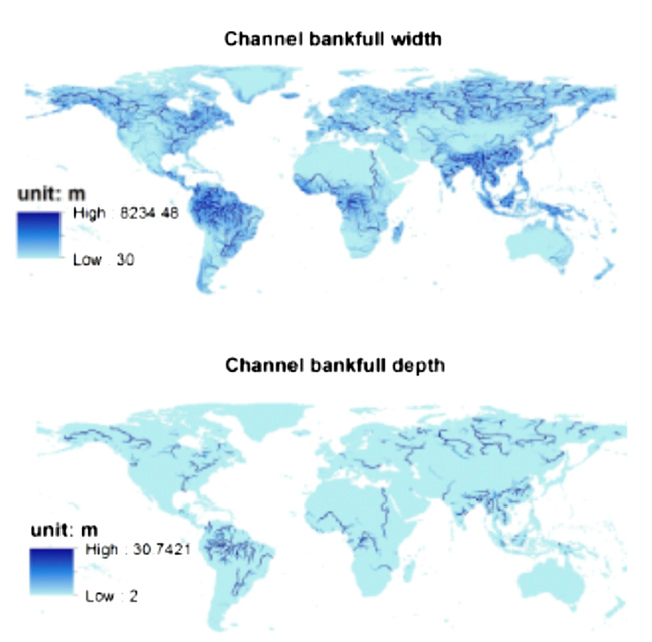 Channel bankfull width
unit: m
High : 8234.48
Low : 30
Channel bankfull depth
unit: m
High : 30.7421
Low : 2